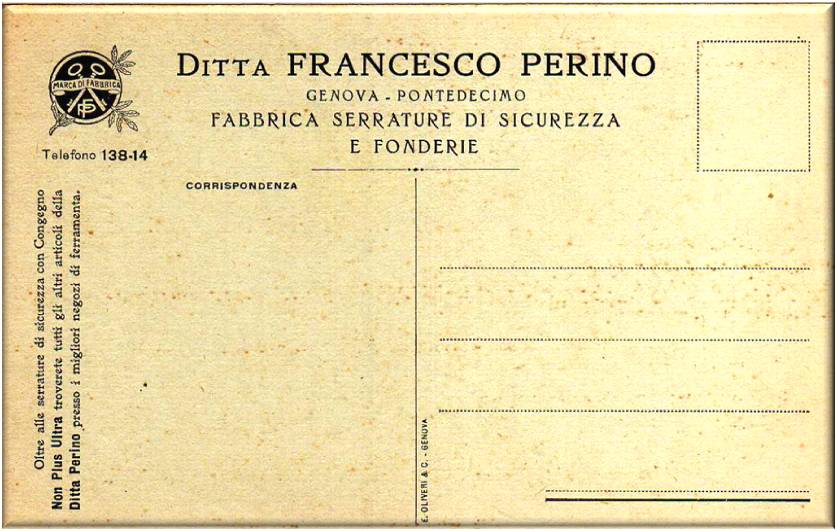 DITTA FRANCESCO PERINO
GENOVA - PONTEDECIMO
FABBRICA SERRATURE DI SICUREZZA
E FONDERIE
MARCA DI FABBRICA
FP
Telefono 138-14
CORRISPONDENZA
Oltre alle serrature di sicurezza con Congegno
Non Plus Ultra troverete tutti gli altri articoli della
Ditta Perino presso i migliori negozi di ferramenta.
E. OLIVERI & C. - GENOVA